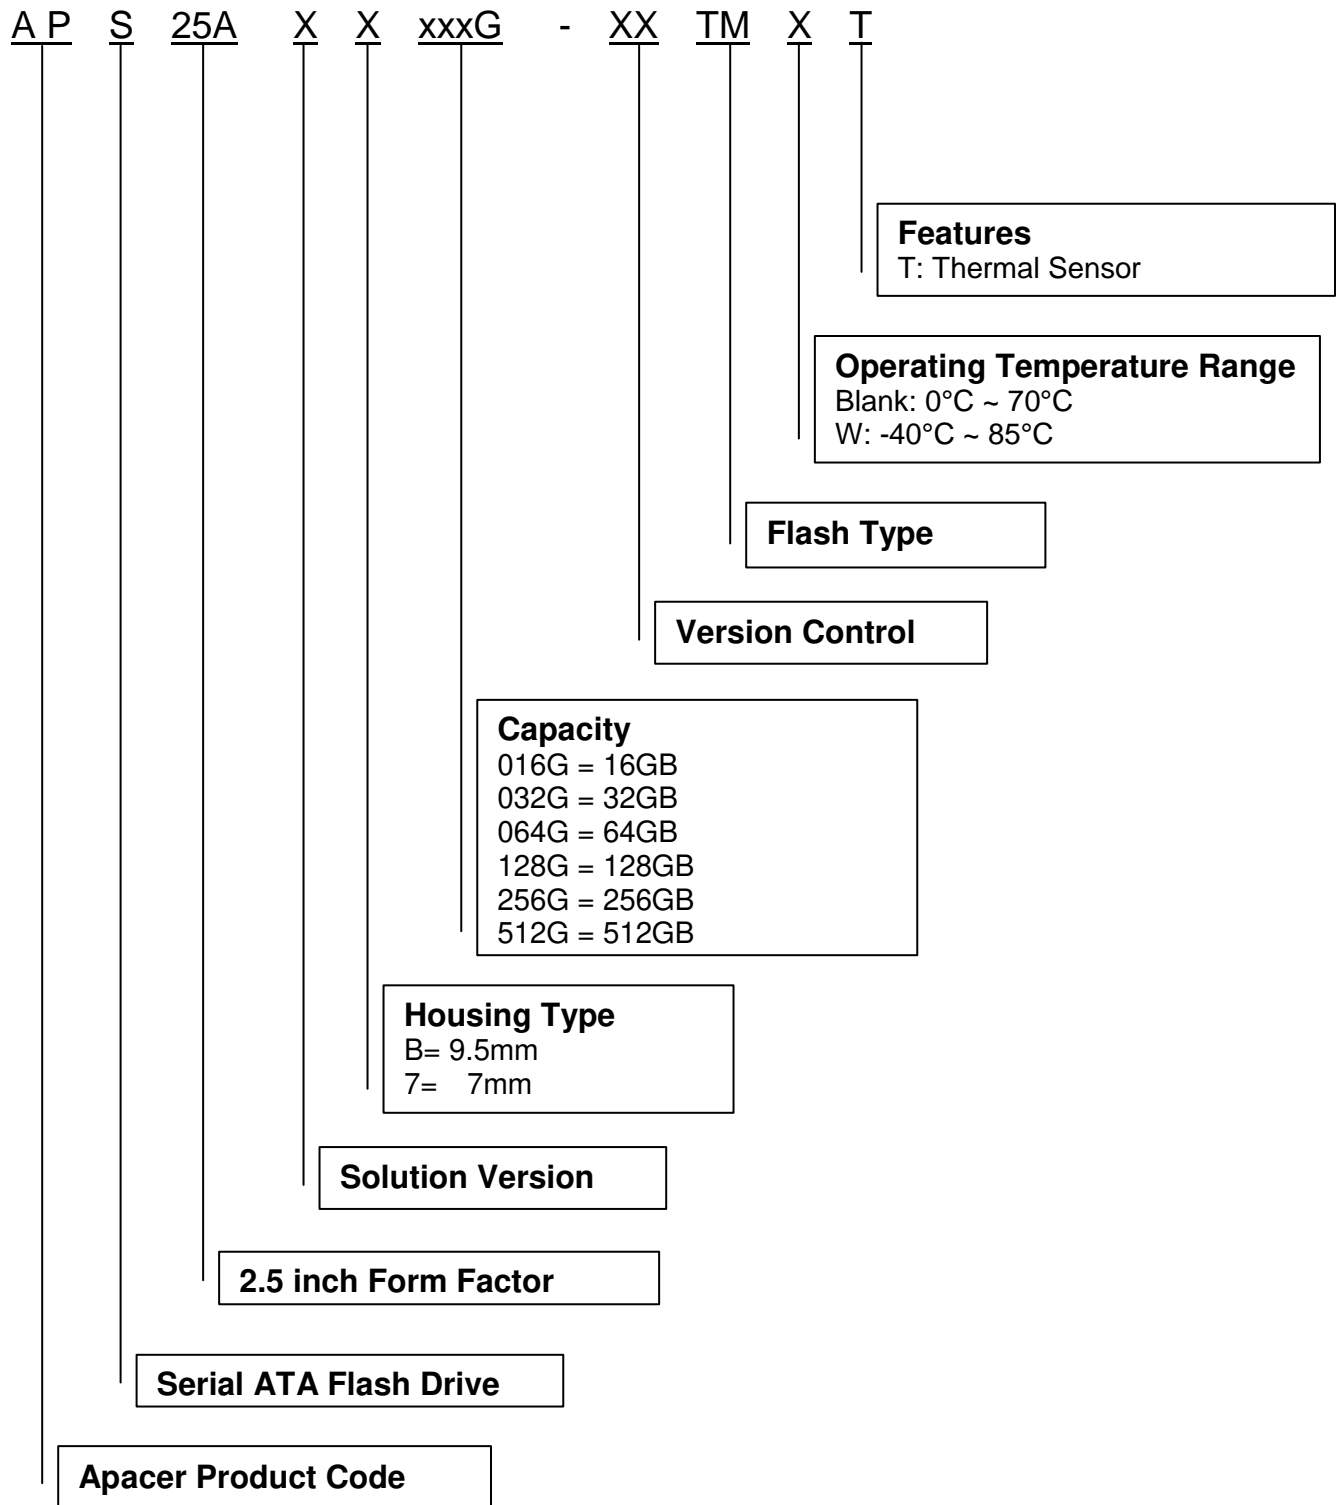 AP S 25A X X xxxG - XX TM X T
Features
T: Thermal Sensor
Operating Temperature Range
Blank: 0°C ~ 70°C
W: -40°C ~ 85°C
Flash Type
Version Control
Capacity
016G = 16GB
032G = 32GB
064G = 64GB
128G = 128GB
256G = 256GB
512G = 512GB
Housing Type
B= 9.5mm
7= 7mm
Solution Version
2.5 inch Form Factor
Serial ATA Flash Drive
Apacer Product Code